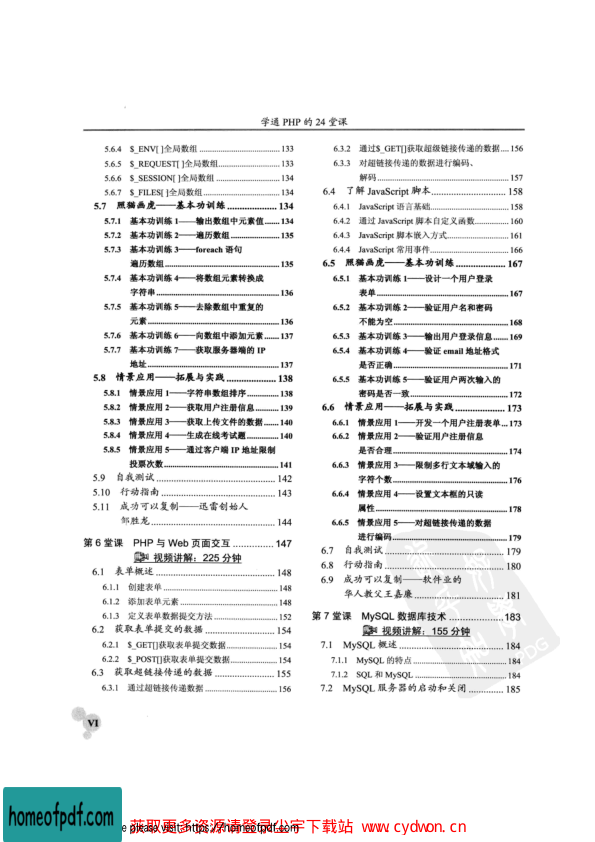 学通 PHP 的 24 堂课
5.6.4 $_ENV[ ]全局数组 ........ 133
5.6.5 $_REQUEST[ ]全局数组 ........ 133
5.6.6 $_SESSION[ ]全局数组 ........ 134
5.6.7 $_FILES[ ]全局数组 ........ 134
5.7 照猫画虎——基本功训练 ........ 134
5.7.1 基本功训练 1——输出数组中元素值 ........ 134
5.7.2 基本功训练 2——遍历数组 ........ 135
5.7.3 基本功训练 3——foreach 语句
遍历数组 ........ 135
5.7.4 基本功训练 4——将数组元素转换成
字符串 ........ 136
5.7.5 基本功训练 5——去除数组中重复的
元素 ........ 136
5.7.6 基本功训练 6——向数组中添加元素 ........ 137
5.7.7 基本功训练 7——获取服务器端的 IP
地址 ........ 137
5.8 情景应用——拓展与实践 ........ 138
5.8.1 情景应用 1——字符串数组排序 ........ 138
5.8.2 情景应用 2——获取用户注册信息 ........ 139
5.8.3 情景应用 3——获取上传文件的数据 ........ 140
5.8.4 情景应用 4——生成在线考试题 ........ 140
5.8.5 情景应用 5——通过客户端 IP 地址限制
投票次数 ........ 141
5.9 自我测试 ........ 142
5.10 行动指南 ........ 143
5.11 成功可以复制——迅雷创始人
邹胜龙 ........ 144
第 6 堂课 PHP 与 Web 页面交互 ........ 147
视频讲解：225 分钟
6.1 表单概述 ........ 148
6.1.1 创建表单 ........ 148
6.1.2 添加表单元素 ........ 148
6.1.3 定义表单数据提交方法 ........ 152
6.2 获取表单提交的数据 ........ 154
6.2.1 $_GET[]获取表单提交数据 ........ 154
6.2.2 $_POST[]获取表单提交数据 ........ 154
6.3 获取超链接传递的数据 ........ 155
6.3.1 通过超链接传递数据 ........ 156
6.3.2 通过$_GET[]获取超级链接传递的数据 .... 156
6.3.3 对超链接传递的数据进行编码、
解码 ........ 157
6.4 了解 JavaScript 脚本 ........ 158
6.4.1 JavaScript 语言基础 ........ 158
6.4.2 通过 JavaScript 脚本自定义函数 ........ 160
6.4.3 JavaScript 脚本嵌入方式 ........ 161
6.4.4 JavaScript 常用事件 ........ 166
6.5 照猫画虎——基本功训练 ........ 167
6.5.1 基本功训练 1——设计一个用户登录
表单 ........ 167
6.5.2 基本功训练 2——验证用户名和密码
不能为空 ........ 168
6.5.3 基本功训练 3——输出用户登录信息 ........ 169
6.5.4 基本功训练 4——验证 email 地址格式
是否正确 ........ 171
6.5.5 基本功训练 5——验证用户两次输入的
密码是否一致 ........ 172
6.6 情景应用——拓展与实践 ........ 173
6.6.1 情景应用 1——开发一个用户注册表单 ... 173
6.6.2 情景应用 2——验证用户注册信息
是否合理 ........ 174
6.6.3 情景应用 3——限制多行文本域输入的
字符个数 ........ 176
6.6.4 情景应用 4——设置文本框的只读
属性 ........ 178
6.6.5 情景应用 5——对超链接传递的数据
进行编码 ........ 179
6.7 自我测试 ........ 179
6.8 行动指南 ........ 180
6.9 成功可以复制——软件业的
华人教父王嘉廉 ........ 181
第 7 堂课 MySQL 数据库技术 ........ 183
视频讲解：155 分钟
7.1 MySQL 概述 ........ 184
7.1.1 MySQL 的特点 ........ 184
7.1.2 SQL 和 MySQL ........ 184
7.2 MySQL 服务器的启动和关闭 ........ 185
PDG
VI
homeofpdf.com
please visit: https://homeofpdf.com
获取更多资源请登录尘宇下载站 www.cydwon.cn